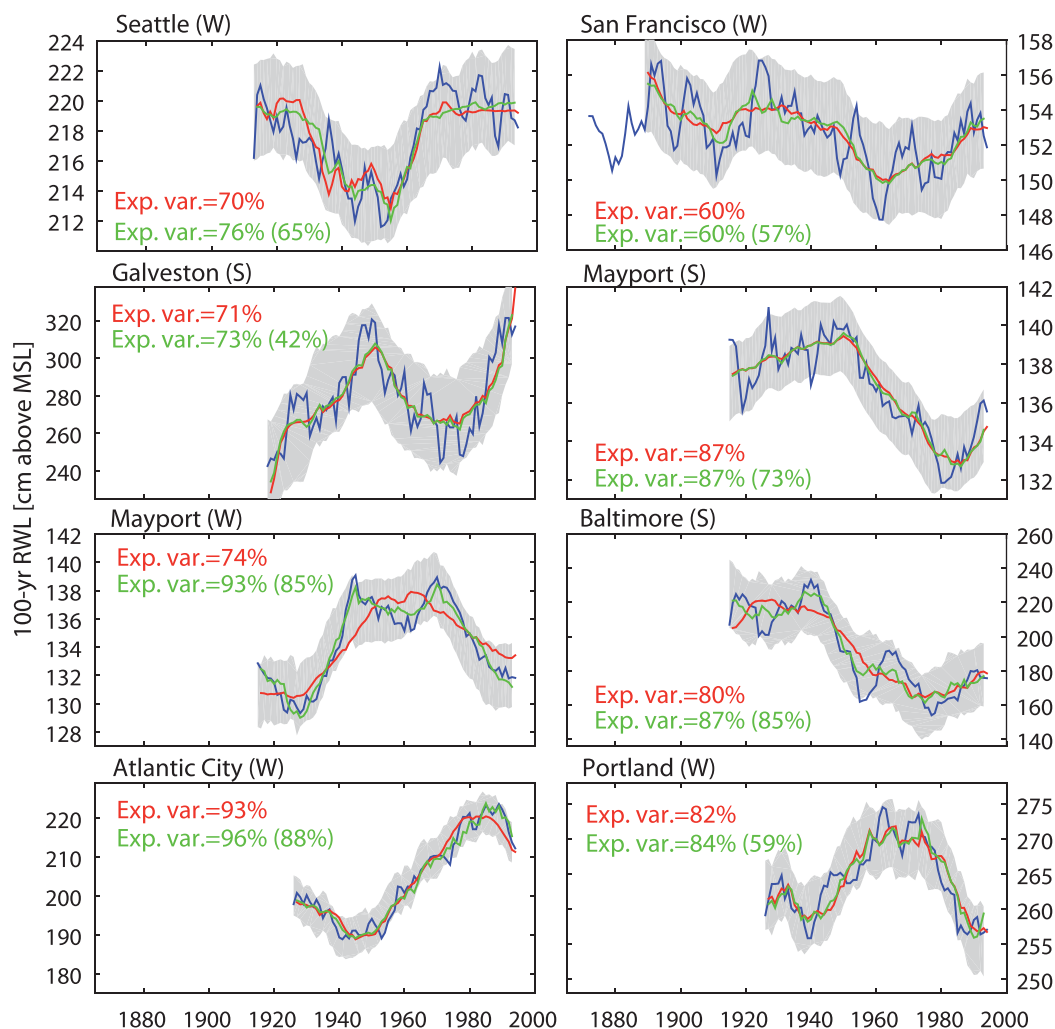 Seattle (W)
San Francisco (W)
224
222
220
218
216
214
212
Exp. var.=70%
Exp. var.=76% (65%)
158
156
154
152
150
148
146
Exp. var.=60%
Exp. var.=60% (57%)
Galveston (S)
Mayport (S)
320
300
280
260
240
Exp. var.=71%
Exp. var.=73% (42%)
142
140
138
136
134
132
Exp. var.=87%
Exp. var.=87% (73%)
100-yr RWL [cm above MSL]
Mayport (W)
Baltimore (S)
142
140
138
136
134
132
130
128
Exp. var.=74%
Exp. var.=93% (85%)
260
240
220
200
180
160
140
Exp. var.=80%
Exp. var.=87% (85%)
Atlantic City (W)
Portland (W)
220
210
200
190
180
Exp. var.=93%
Exp. var.=96% (88%)
275
270
265
260
255
250
Exp. var.=82%
Exp. var.=84% (59%)
1880 1900 1920 1940 1960 1980 2000
1880 1900 1920 1940 1960 1980 2000